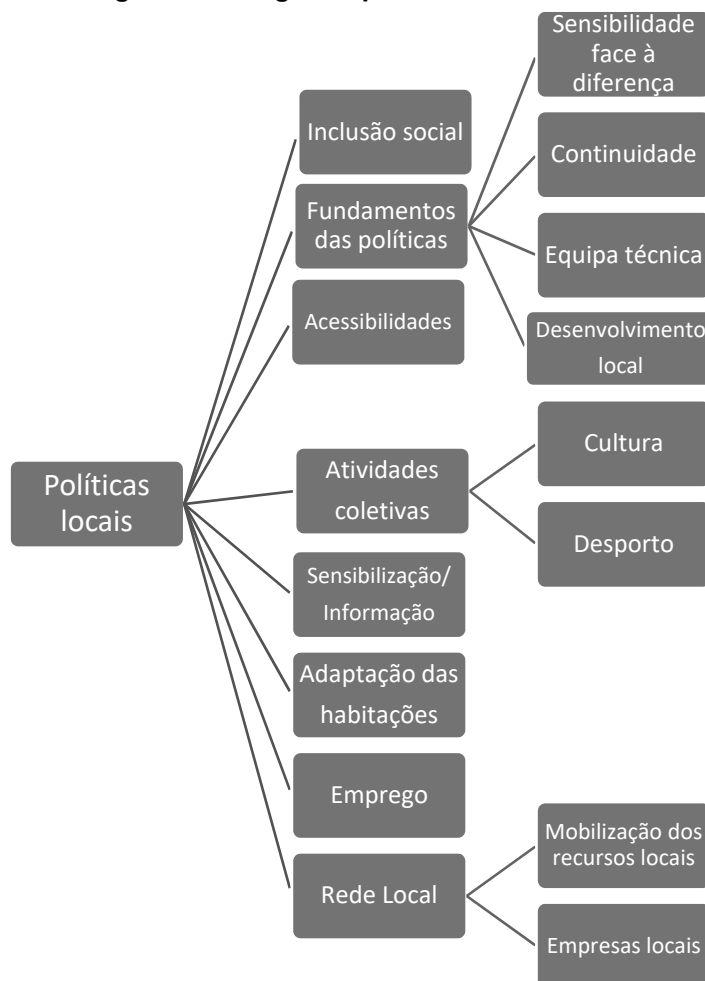 Sensibilidade
face à
diferença
Inclusão social
Continuidade
Fundamentos
das políticas
Equipa técnica
Acessibilidades
Desenvolvimento
local
Políticas
locais
Atividades
coletivas
Cultura
Desporto
Sensibilização/
Informação
Adaptação das
habitações
Emprego
Rede Local
Mobilização dos
recursos locais
Empresas locais